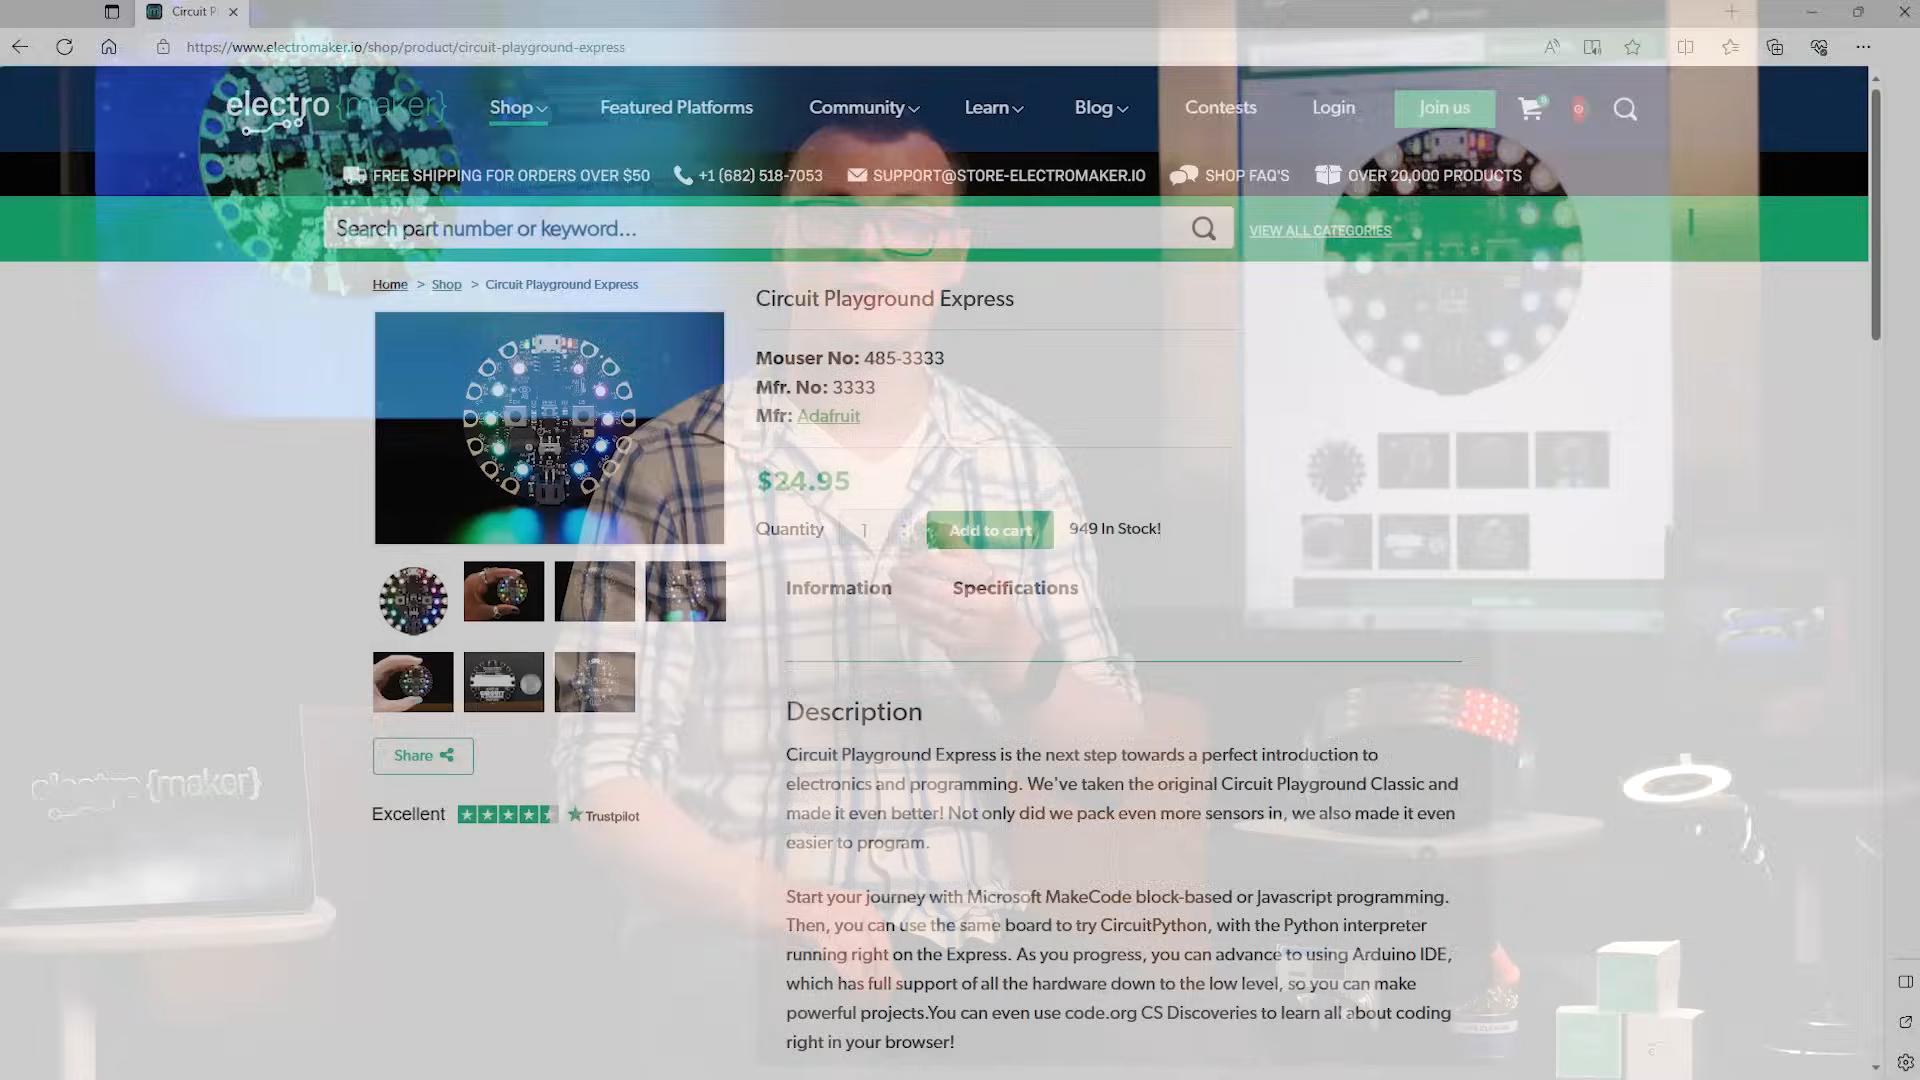 Circuit P
https://www.electromaker.io/shop/product/circuit-playground-express
electro {maker}
Shop
Featured Platforms
Community
Learn
Blog
Contests
Login
Join us
0
FREE SHIPPING FOR ORDERS OVER $50
+1 (682) 518-7053
SUPPORT@STORE-ELECTROMAKER.IO
SHOP FAQ'S
OVER 20,000 PRODUCTS
Search part number or keyword...
VIEW ALL CATEGORIES
Home > Shop > Circuit Playground Express
Circuit Playground Express
Mouser No: 485-3333
Mfr. No: 3333
Mfr: Adafruit
$24.95
Quantity
1
Add to cart
949 In Stock!
Information
Specifications
Description
Circuit Playground Express is the next step towards a perfect introduction to
electronics and programming. We've taken the original Circuit Playground Classic and
made it even better! Not only did we pack even more sensors in, we also made it even
easier to program.
Start your journey with Microsoft MakeCode block-based or Javascript programming.
Then, you can use the same board to try CircuitPython, with the Python interpreter
running right on the Express. As you progress, you can advance to using Arduino IDE,
which has full support of all the hardware down to the low level, so you can make
powerful projects.You can even use code.org CS Discoveries to learn all about coding
right in your browser!
Share
Excellent
Trustpilot
electro {maker}